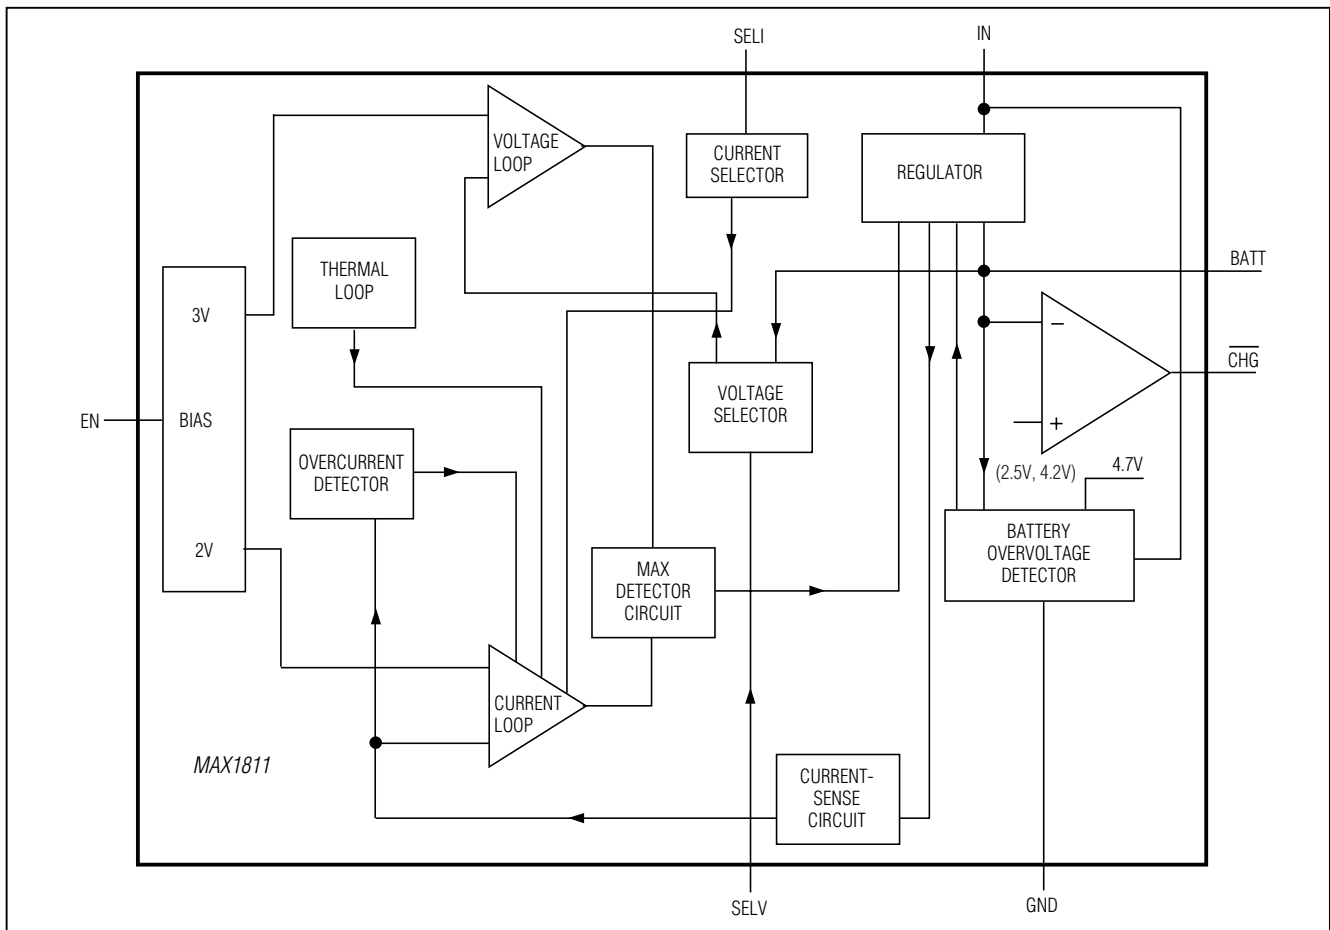 SELI
IN
VOLTAGE
LOOP
CURRENT
SELECTOR
REGULATOR
THERMAL
LOOP
BATT
3V
−
CHG
EN
BIAS
VOLTAGE
SELECTOR
+
OVERCURRENT
DETECTOR
(2.5V, 4.2V)
4.7V
2V
BATTERY
OVERVOLTAGE
DETECTOR
MAX
DETECTOR
CIRCUIT
CURRENT
LOOP
MAX1811
CURRENT-
SENSE
CIRCUIT
SELV
GND